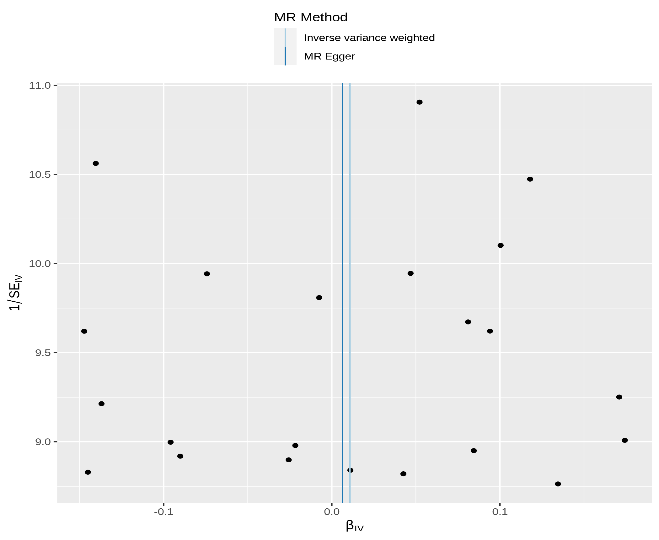 MR Method
Inverse variance weighted
MR Egger
11.0
10.5
10.0
9.5
9.0
1/SE_IV
-0.1 0.0 0.1
β_IV